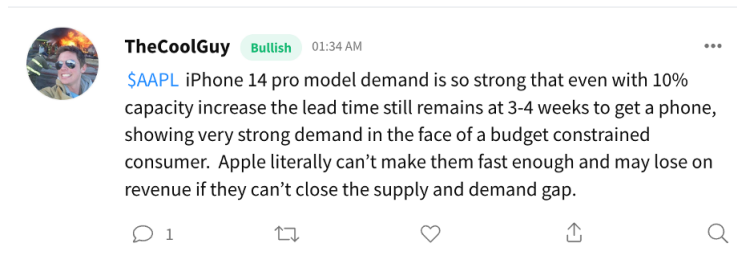 TheCoolGuy Bullish 01:34 AM
$AAPL iPhone 14 pro model demand is so strong that even with 10%
capacity increase the lead time still remains at 3-4 weeks to get a phone,
showing very strong demand in the face of a budget constrained
consumer.  Apple literally can’t make them fast enough and may lose on
revenue if they can’t close the supply and demand gap.
1